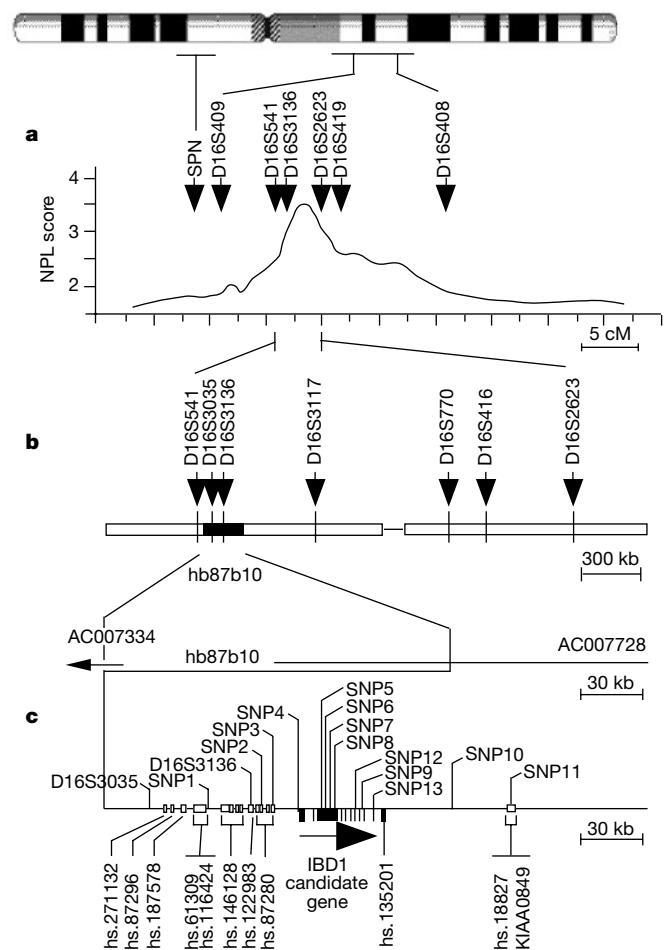 a
SPN
D16S409
D16S541
D16S3136
D16S2623
D16S419
D16S408
NPL score
4
3
2
5 cM
b
D16S541
D16S3035
D16S3136
D16S3117
D16S770
D16S416
D16S2623
300 kb
hb87b10
AC007334
hb87b10
AC007728
30 kb
c
SNP5
SNP6
SNP7
SNP8
SNP4
SNP3
SNP2
D16S3136
SNP1
D16S3035
SNP12
SNP9
SNP13
SNP10
SNP11
30 kb
IBD1
candidate
gene
hs.271132
hs.87296
hs.187578
hs.61309
hs.116424
hs.146128
hs.122983
hs.87280
hs.135201
hs.18827
KIAA0849